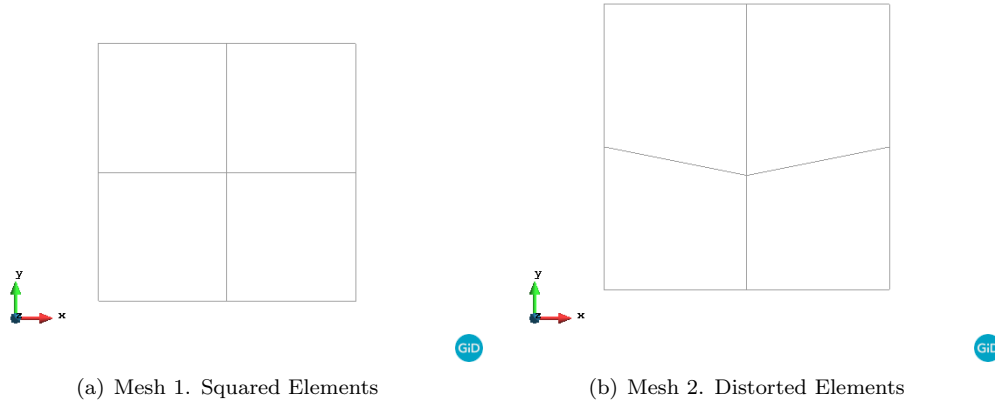 y
z
x
GiD
y
z
x
GiD
(a) Mesh 1. Squared Elements
(b) Mesh 2. Distorted Elements